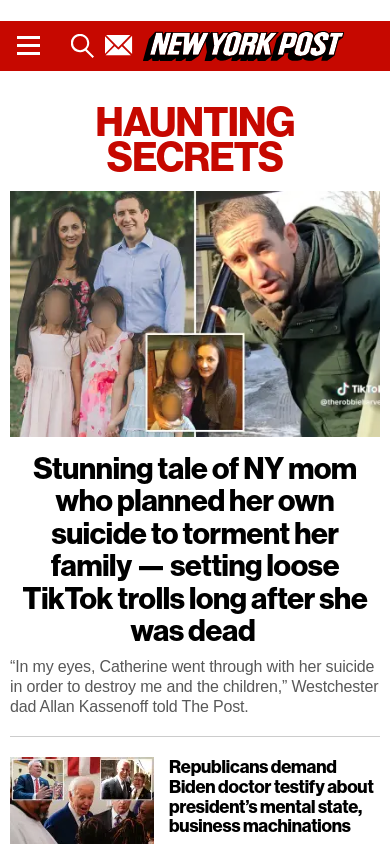 NEW YORK POST
HAUNTING
SECRETS
TikTok
Stunning tale of NY mom
who planned her own
suicide to torment her
family — setting loose
TikTok trolls long after she
was dead
“In my eyes, Catherine went through with her suicide
in order to destroy me and the children,” Westchester
dad Allan Kassenoff told The Post.
Republicans demand
Biden doctor testify about
president’s mental state,
business machinations